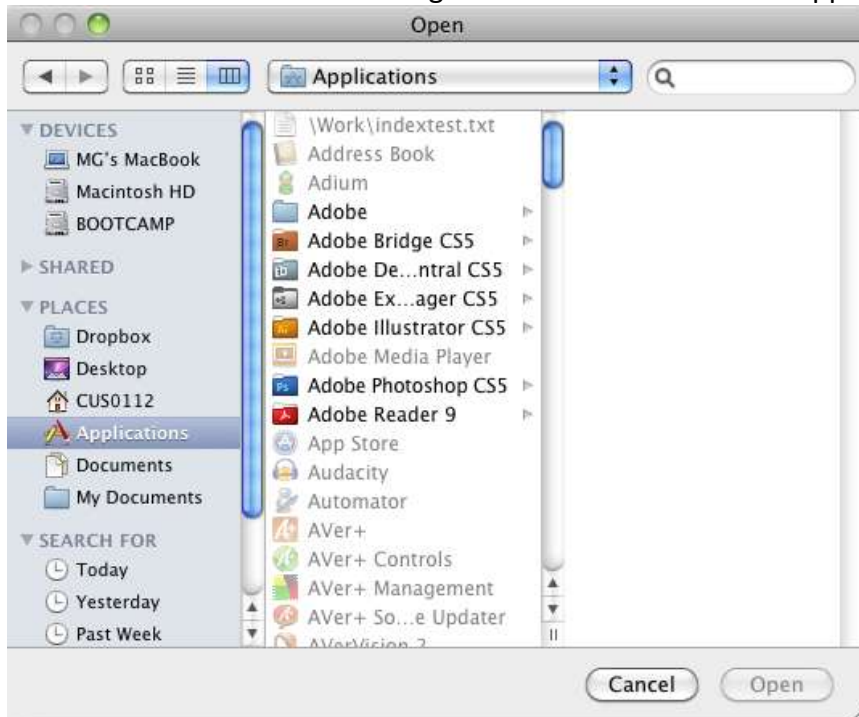 Open
Applications
DEVICES
MG's MacBook
Macintosh HD
BOOTCAMP
SHARED
PLACES
Dropbox
Desktop
CUS0112
Applications
Documents
My Documents
SEARCH FOR
Today
Yesterday
Past Week
\Work\indextest.txt
Address Book
Adium
Adobe
Adobe Bridge CS5
Adobe De...ntral CS5
Adobe Ex...ager CS5
Adobe Illustrator CS5
Adobe Media Player
Adobe Photoshop CS5
Adobe Reader 9
App Store
Audacity
Automator
AVer+
AVer+ Controls
AVer+ Management
AVer+ So...e Updater
Cancel
Open